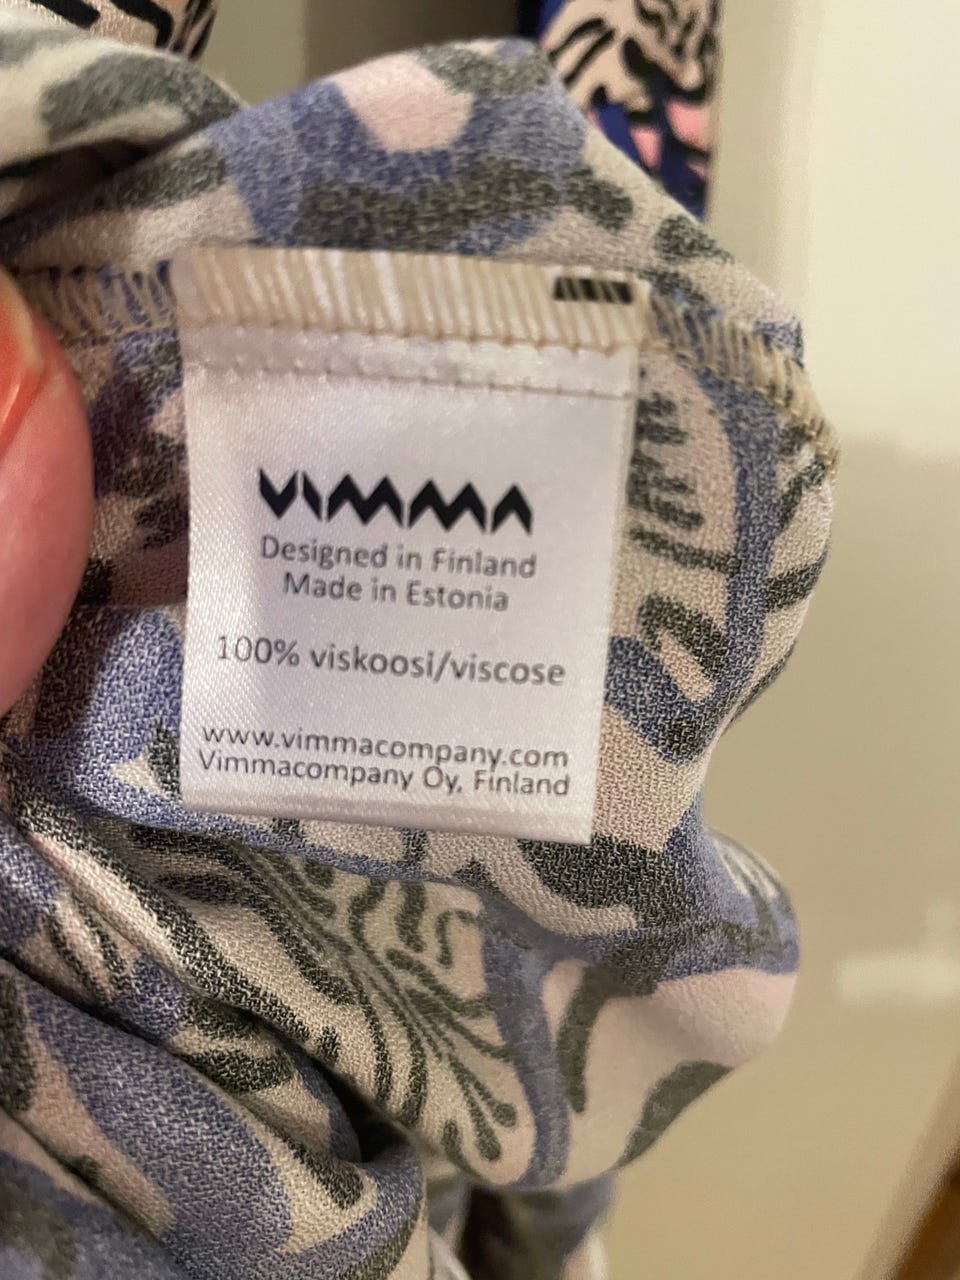 VIMMA
Designed in Finland
Made in Estonia
100% viskoosi/viscose
www.vimmacompany.com
Vimmacompany Oy, Finland